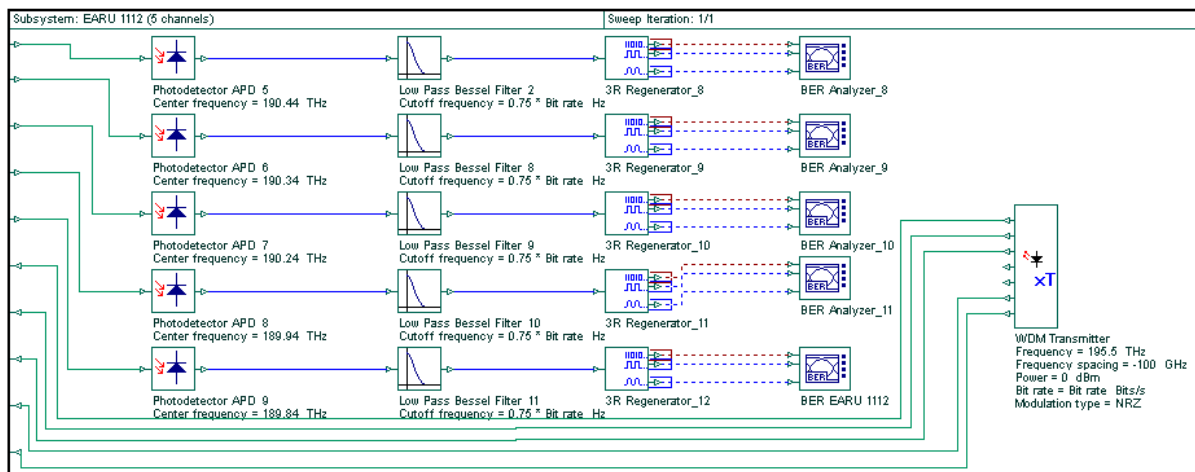 Subsystem: EARU 1112 (5 channels)
Sweep Iteration: 1/1
Photodetector APD 5
Center frequency = 190.44 THz
Low Pass Bessel Filter 2
Cutoff frequency = 0.75 * Bit rate Hz
3R Regenerator_8
BER Analyzer_8
Photodetector APD 6
Center frequency = 190.34 THz
Low Pass Bessel Filter 8
Cutoff frequency = 0.75 * Bit rate Hz
3R Regenerator_9
BER Analyzer_9
Photodetector APD 7
Center frequency = 190.24 THz
Low Pass Bessel Filter 9
Cutoff frequency = 0.75 * Bit rate Hz
3R Regenerator_10
BER Analyzer_10
Photodetector APD 8
Center frequency = 189.94 THz
Low Pass Bessel Filter 10
Cutoff frequency = 0.75 * Bit rate Hz
3R Regenerator_11
BER Analyzer_11
Photodetector APD 9
Center frequency = 189.84 THz
Low Pass Bessel Filter 11
Cutoff frequency = 0.75 * Bit rate Hz
3R Regenerator_12
BER EARU 1112
xT
WDM Transmitter
Frequency = 195.5 THz
Frequency spacing = -100 GHz
Power = 0 dBm
Bit rate = Bit rate Bits/s
Modulation type = NRZ